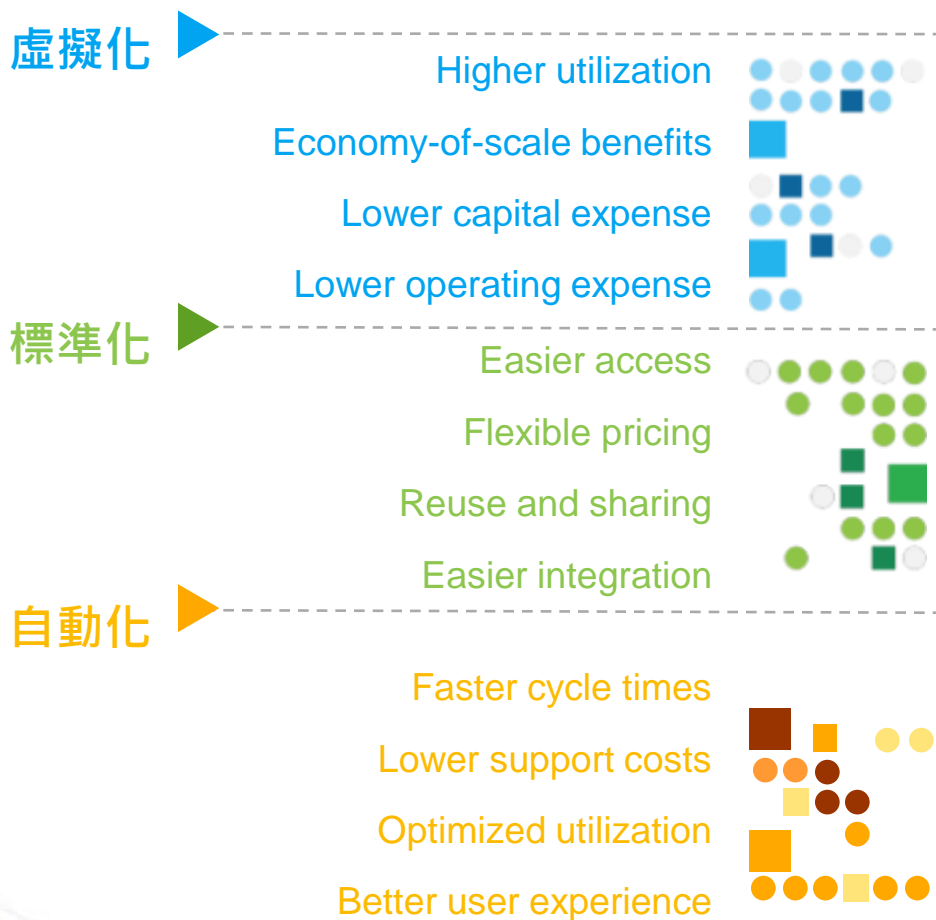 虛擬化
Higher utilization
Economy-of-scale benefits
Lower capital expense
Lower operating expense
標準化
Easier access
Flexible pricing
Reuse and sharing
Easier integration
自動化
Faster cycle times
Lower support costs
Optimized utilization
Better user experience